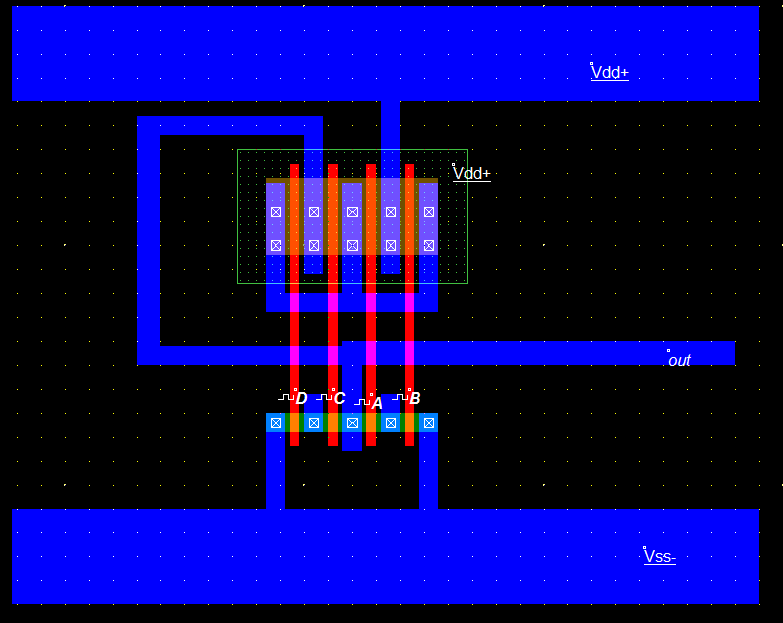 Vdd+
Vdd+
out
D C A B
Vss-